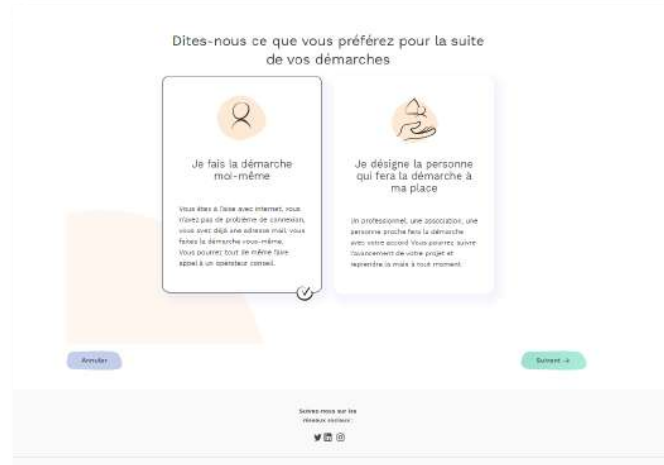 Dites-nous ce que vous préférez pour la suite
de vos démarches
Je fais la démarche
moi-même
Vous êtes à l'aise avec internet, vous
n'avez pas de problème de connexion,
vous avez déjà une adresse mail: vous
faites la démarche vous-même.
Vous pourrez tout de même faire
appel à un opérateur conseil.
Je désigne la personne
qui fera la démarche à
ma place
Un professionnel, une association, une
personne proche fera la démarche
avec votre accord. Vous pourrez suivre
l'avancement de votre projet et
reprendre la main à tout moment.
Annuler
Suivant →
Suivez-nous sur les
réseaux sociaux :